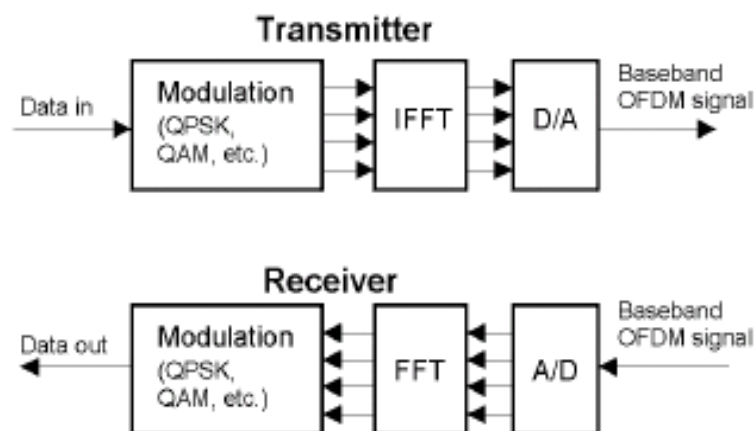 Transmitter
Data in
Modulation
(QPSK,
QAM, etc.)
IFFT
D/A
Baseband
OFDM signal
Receiver
Data out
Modulation
(QPSK,
QAM, etc.)
FFT
A/D
Baseband
OFDM signal